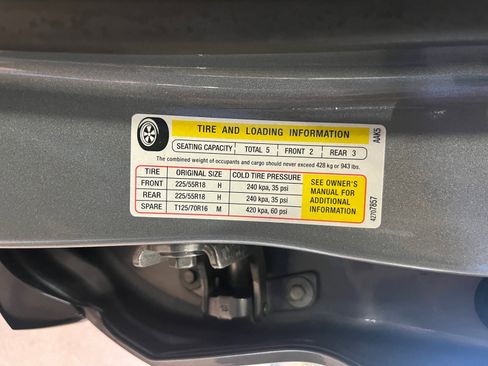 TIRE AND LOADING INFORMATION
SEATING CAPACITY TOTAL 5 FRONT 2 REAR 3
The combined weight of occupants and cargo should never exceed 428 kg or 943 lbs.
TIRE ORIGINAL SIZE COLD TIRE PRESSURE
FRONT 225/55R18 H 240 kpa, 35 psi
REAR 225/55R18 H 240 kpa, 35 psi
SPARE T125/70R16 M 420 kpa, 60 psi
SEE OWNER'S
MANUAL FOR
ADDITIONAL
INFORMATION
AAKS
42707857